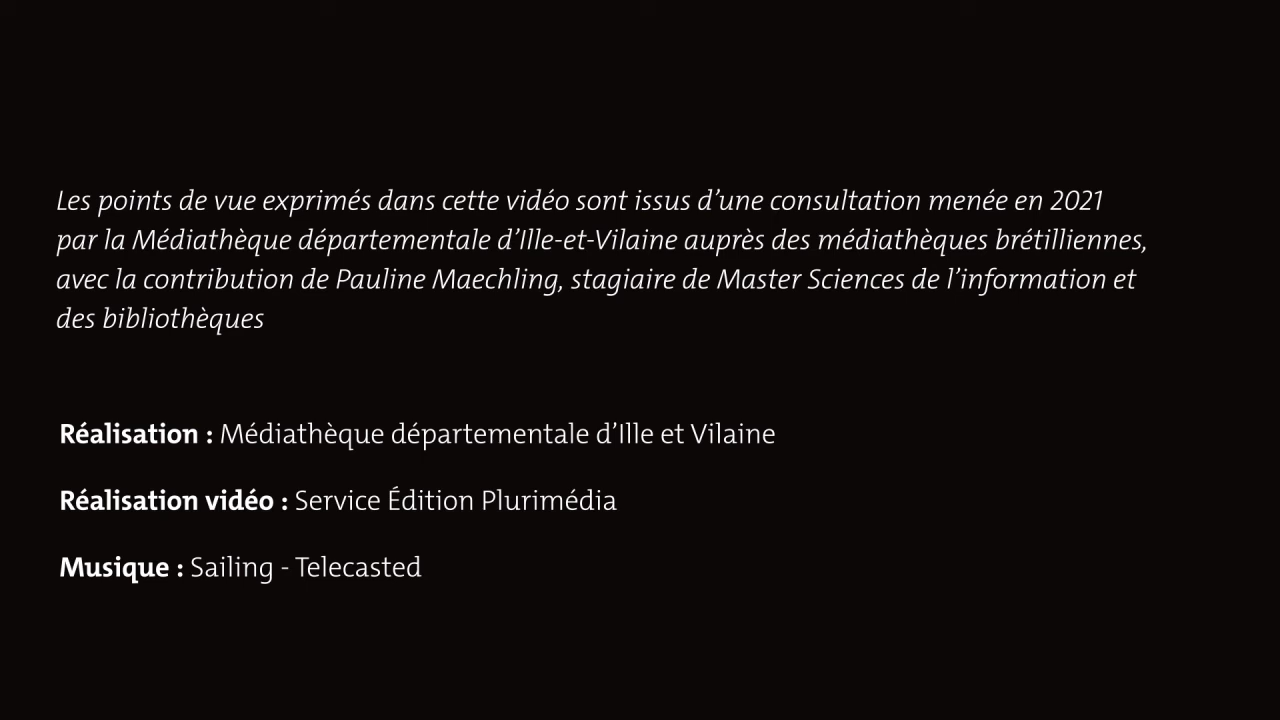 Les points de vue exprimés dans cette vidéo sont issus d’une consultation menée en 2021
par la Médiathèque départementale d’Ille-et-Vilaine auprès des médiathèques brétilliennes,
avec la contribution de Pauline Maechling, stagiaire de Master Sciences de l’information et
des bibliothèques
Réalisation : Médiathèque départementale d’Ille et Vilaine
Réalisation vidéo : Service Édition Plurimédia
Musique : Sailing - Telecasted